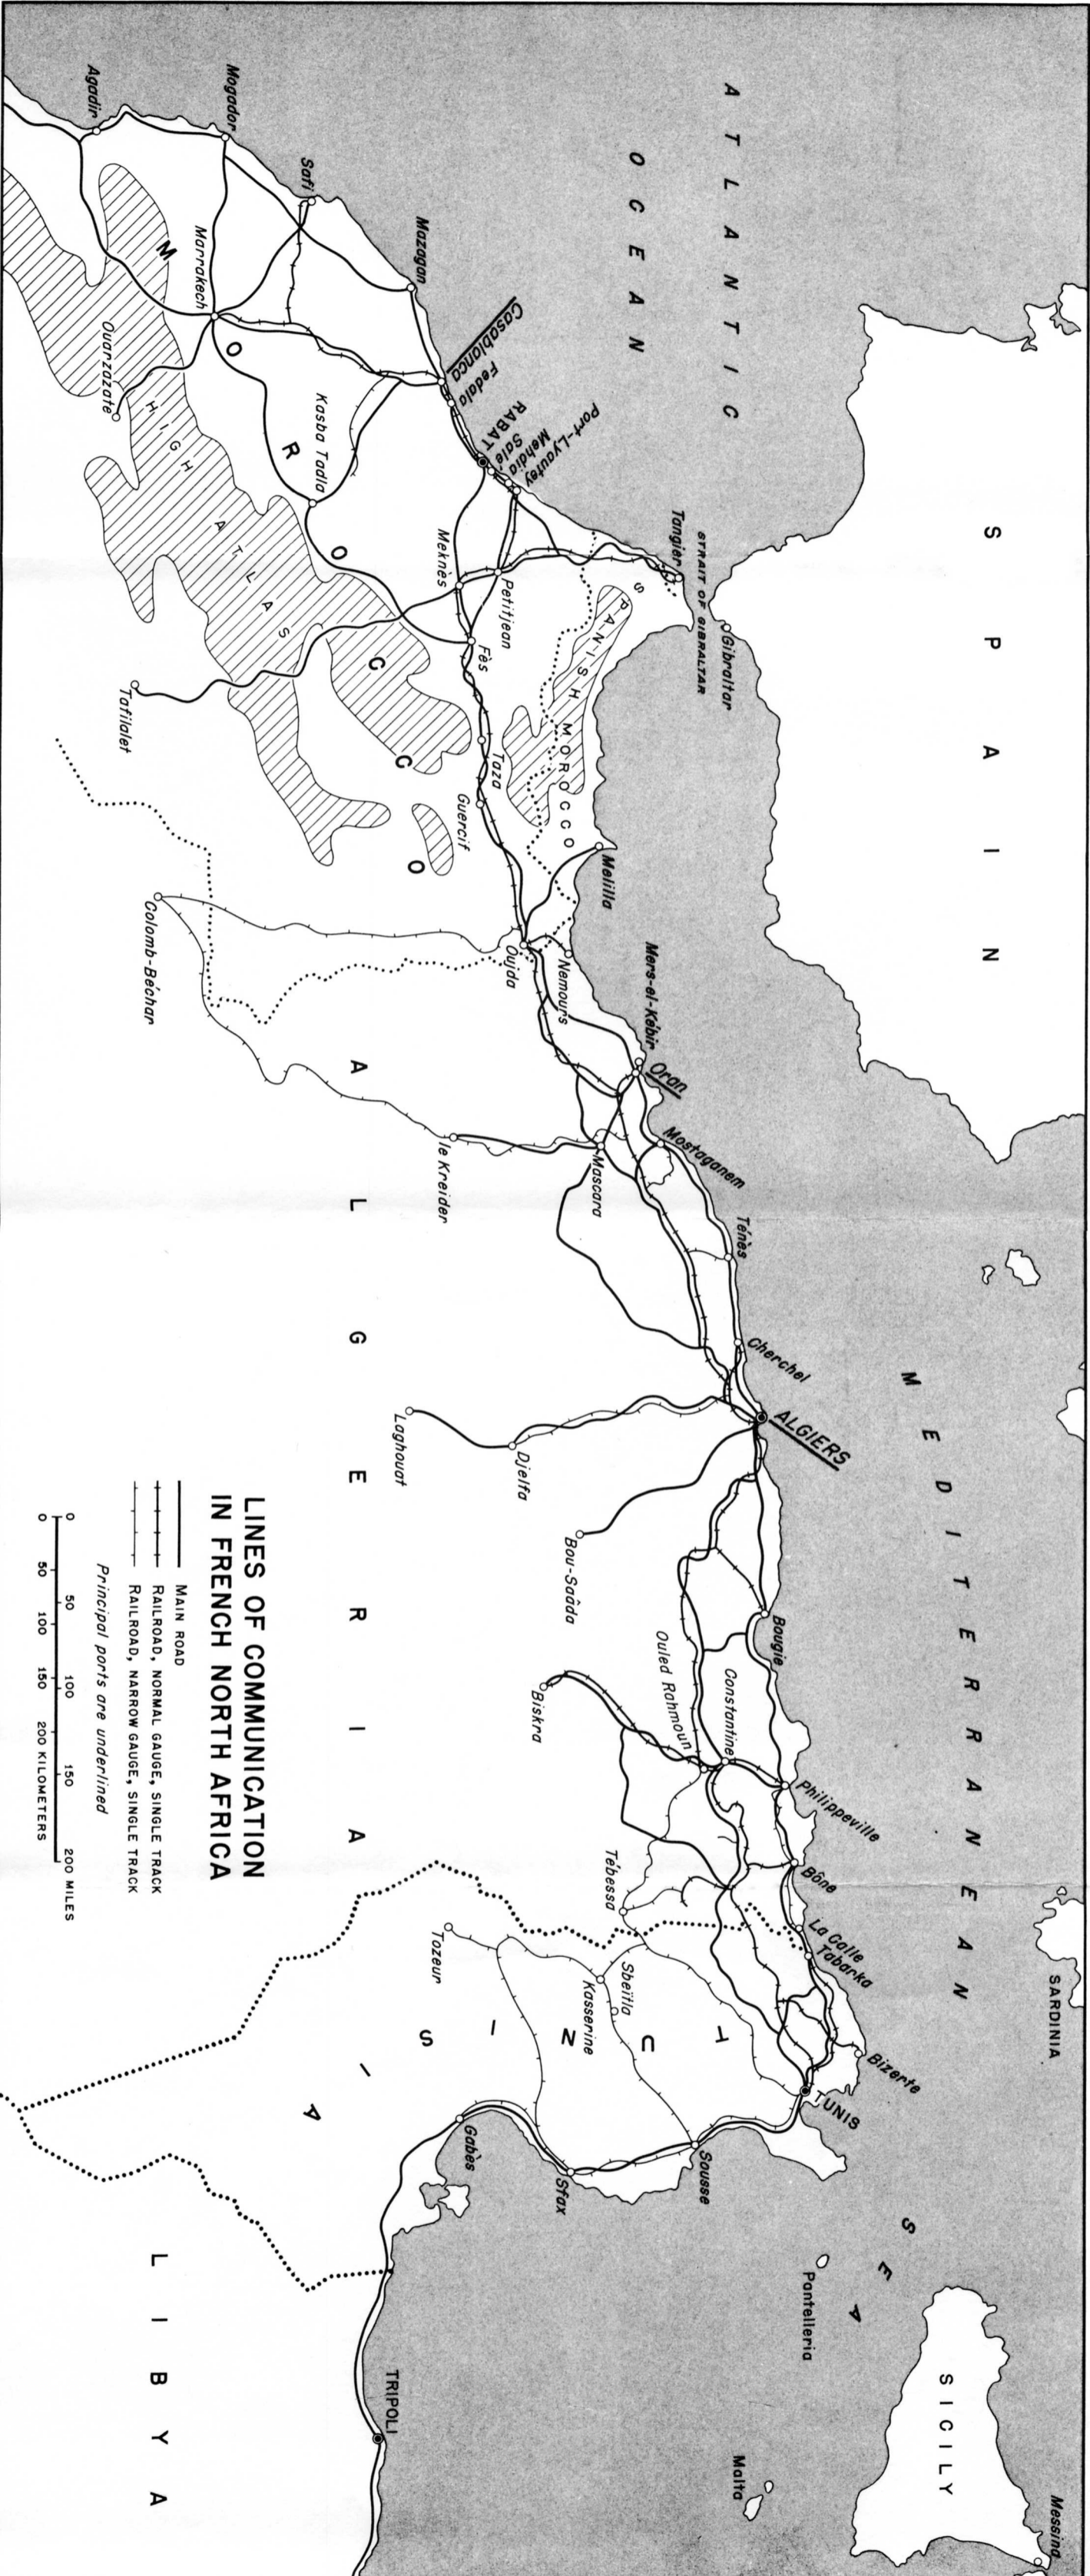 ATLANTIC
OCEAN
SPAIN
MEDITERRANEAN
SEA
SARDINIA
SICILY
Messina
Malta
Pantelleria
STRAIT OF GIBRALTAR
Gibraltar
Tangier
SPANISH MOROCCO
Melilla
MOROCCO
HIGH ATLAS
Agadir
Mogador
Safi
Mazagan
Marrakech
Ouarzazate
Casablanca
Fedala
RABAT
Salé
Mehdia
Port-Lyautey
Kasba Tadla
Meknès
Petitjean
Fès
Tafilalet
Taza
Guercif
Oujda
Nemours
Colomb-Béchar
ALGERIA
Mers-el-Kébir
Oran
Mostaganem
Mascara
le Kreider
Ténès
Cherchel
ALGIERS
Laghouat
Djelfa
Bou-Saâda
Bougie
Biskra
Ouled Rahmoun
Constantine
Philippeville
Bône
Tébessa
La Calle
Tabarka
TUNISIA
Tozeur
Sbeïtla
Kasserine
Bizerte
TUNIS
Sousse
Sfax
Gabès
LIBYA
TRIPOLI
LINES OF COMMUNICATION
IN FRENCH NORTH AFRICA
MAIN ROAD
RAILROAD, NORMAL GAUGE, SINGLE TRACK
RAILROAD, NARROW GAUGE, SINGLE TRACK
Principal ports are underlined
0 50 100 150 200 MILES
0 50 100 150 200 KILOMETERS